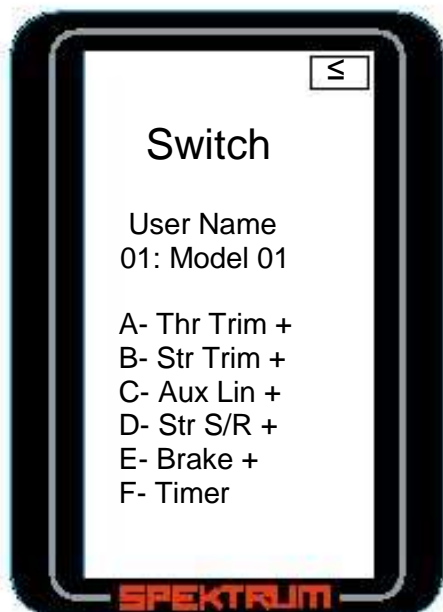 ≤
Switch
User Name
01: Model 01
A- Thr Trim +
B- Str Trim +
C- Aux Lin +
D- Str S/R +
E- Brake +
F- Timer
SPEKTRUM